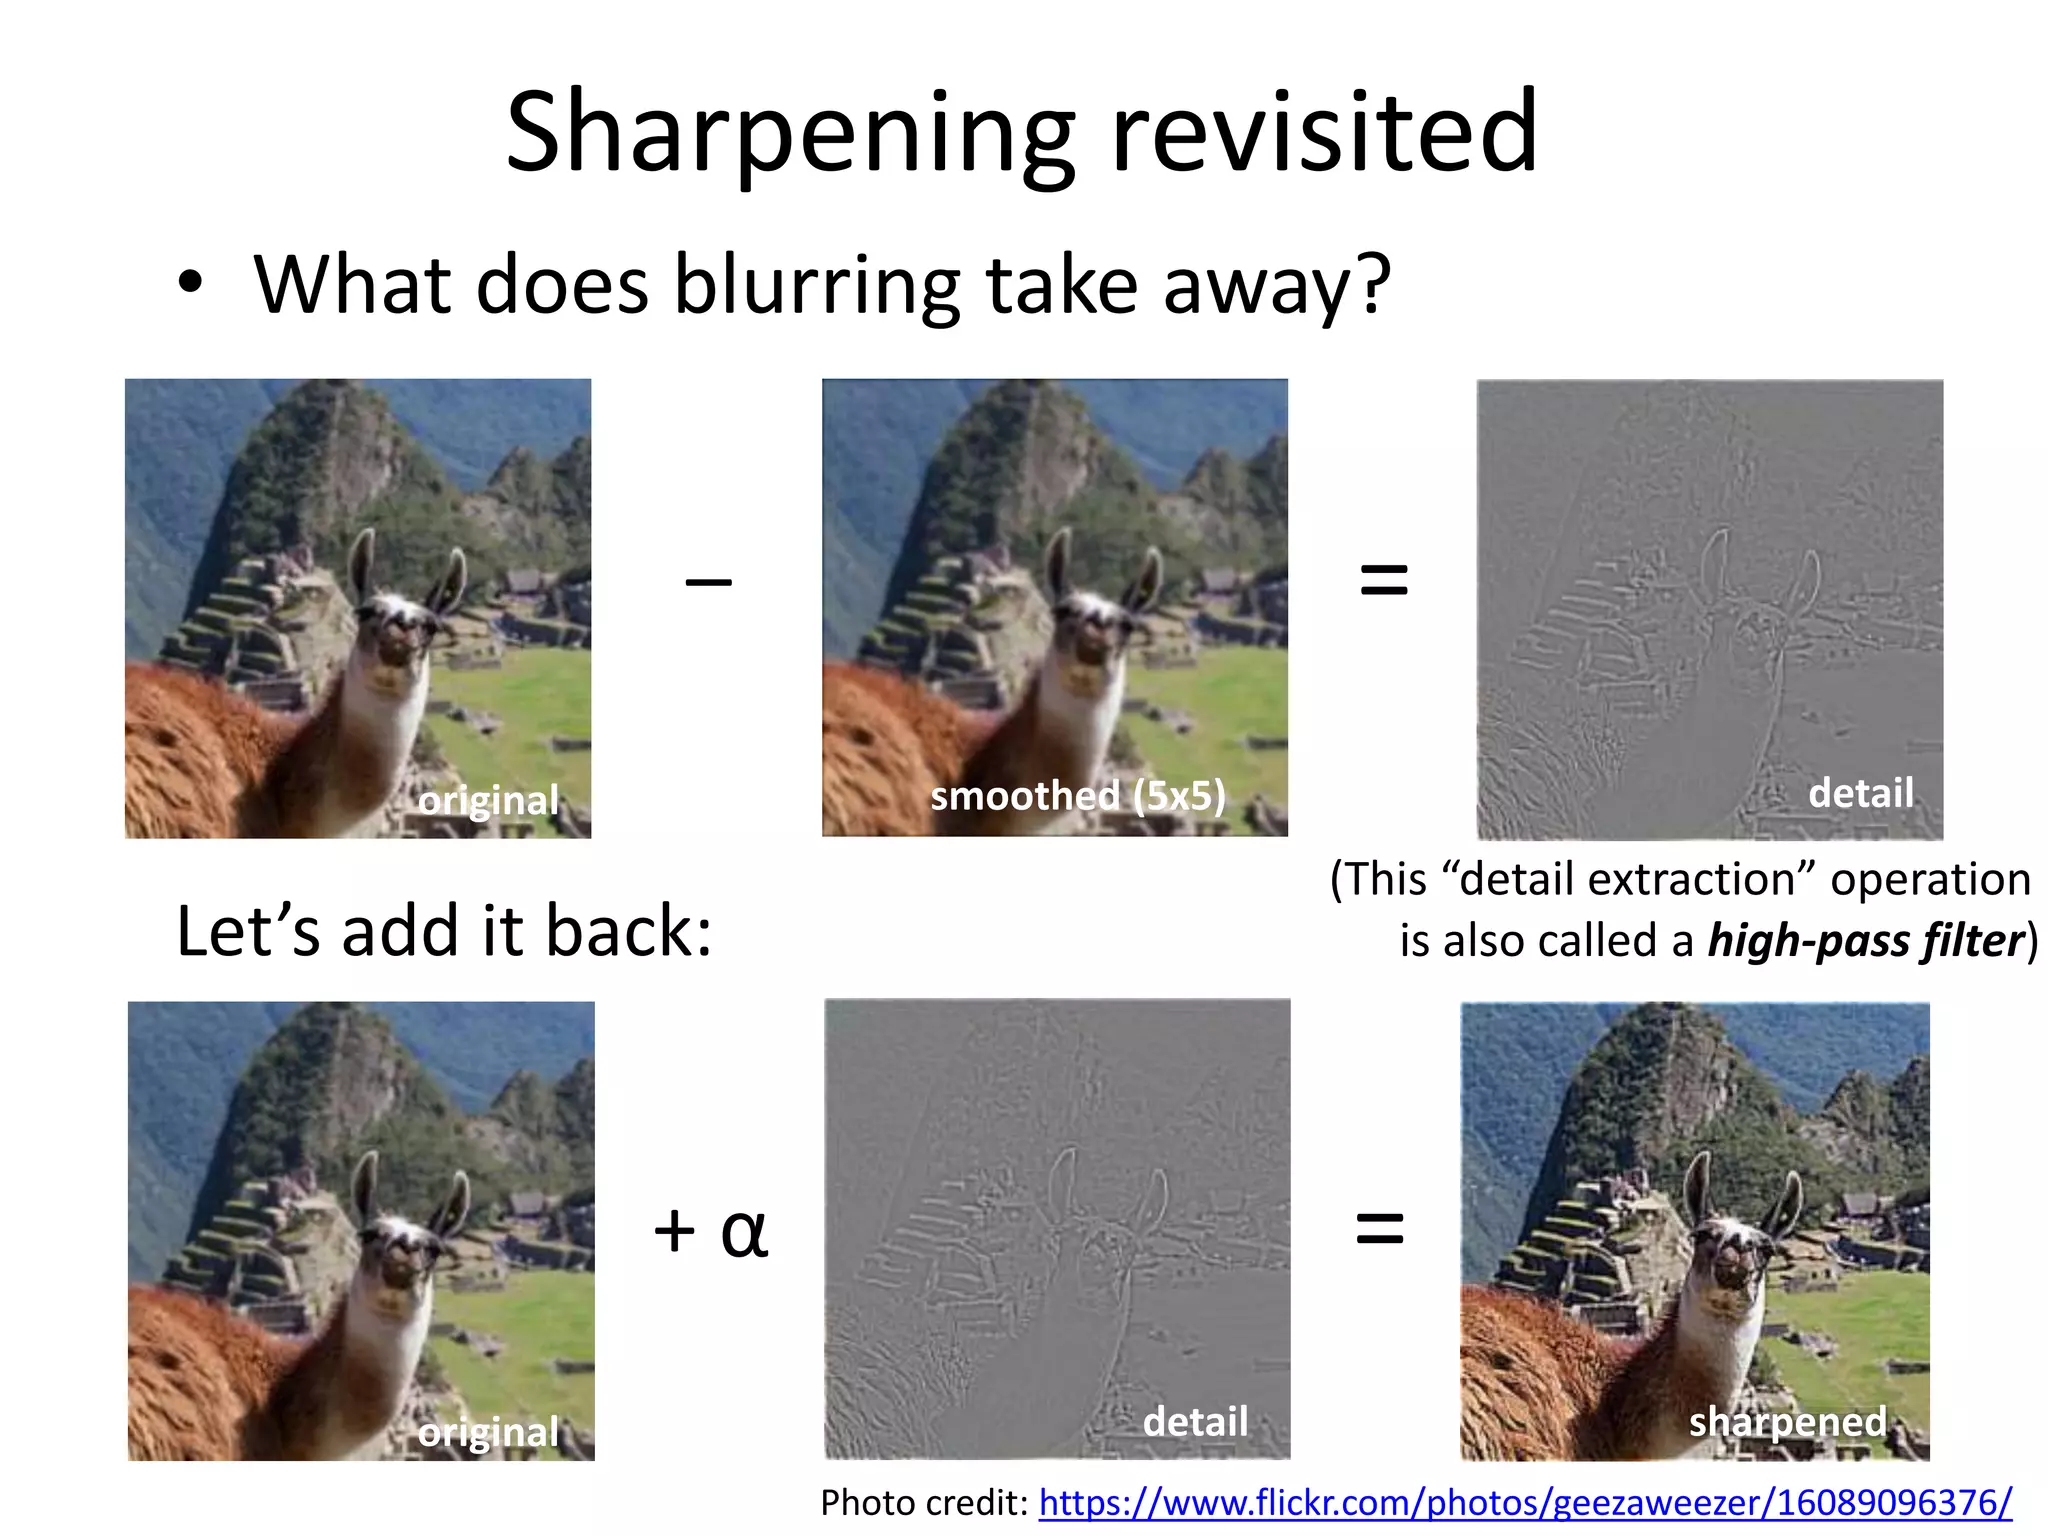 Sharpening revisited
• What does blurring take away?
original
–
smoothed (5x5)
=
detail
(This “detail extraction” operation
is also called a high-pass filter)
Let’s add it back:
original
+ α
detail
=
sharpened
Photo credit: https://www.flickr.com/photos/geezaweezer/16089096376/